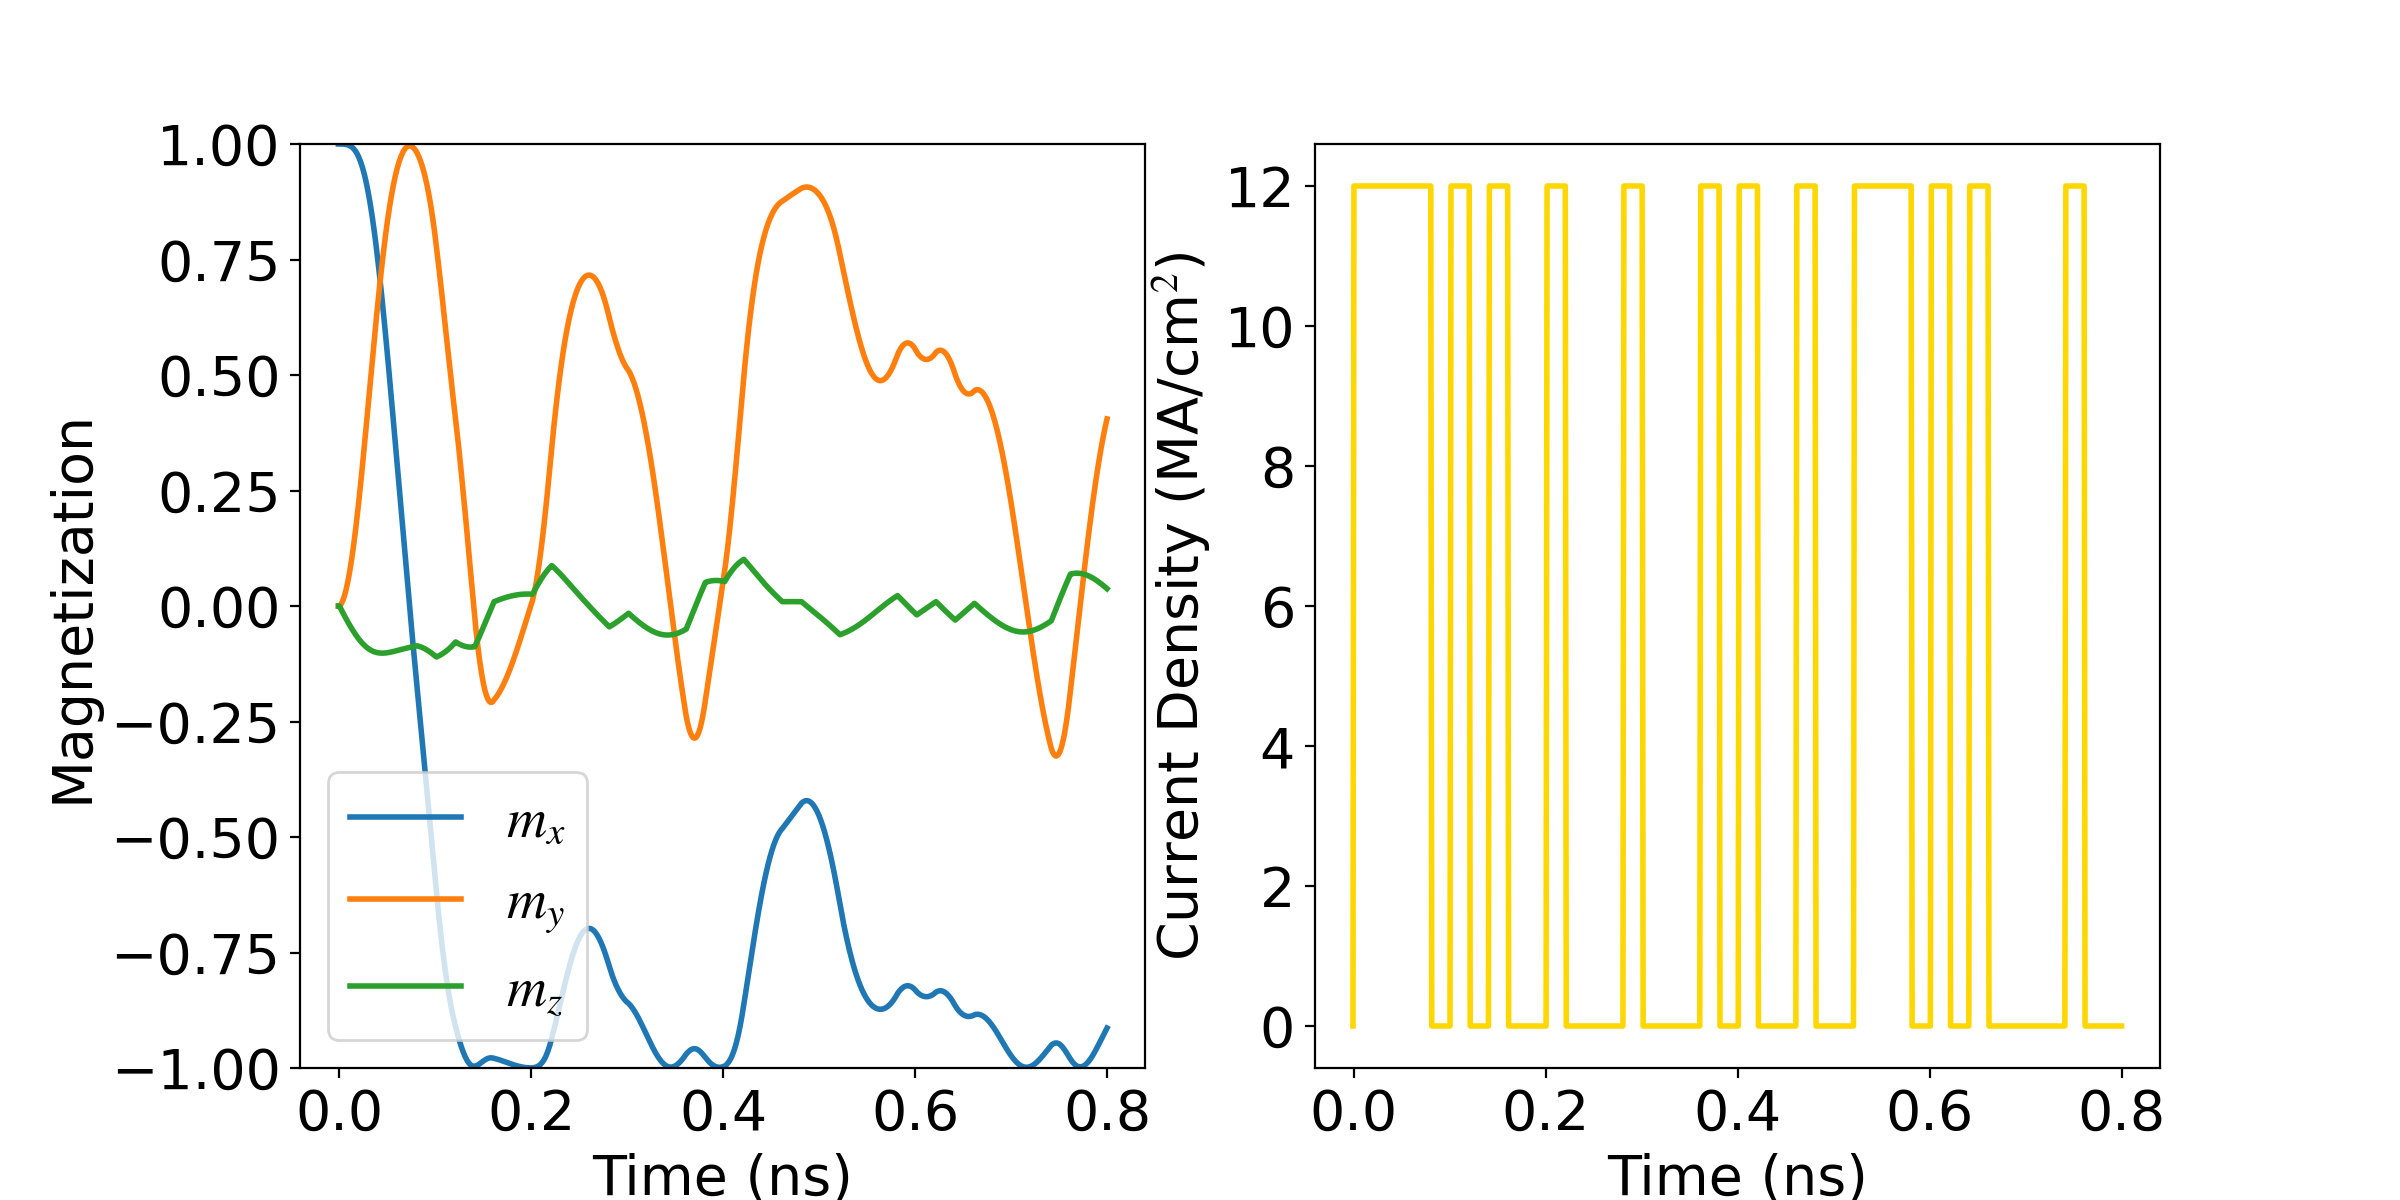 1.00
0.75
0.50
0.25
0.00
−0.25
−0.50
−0.75
−1.00
Magnetization
m_x
m_y
m_z
0.0 0.2 0.4 0.6 0.8
Time (ns)
12
10
8
6
4
2
0
Current Density (MA/cm²)
0.0 0.2 0.4 0.6 0.8
Time (ns)